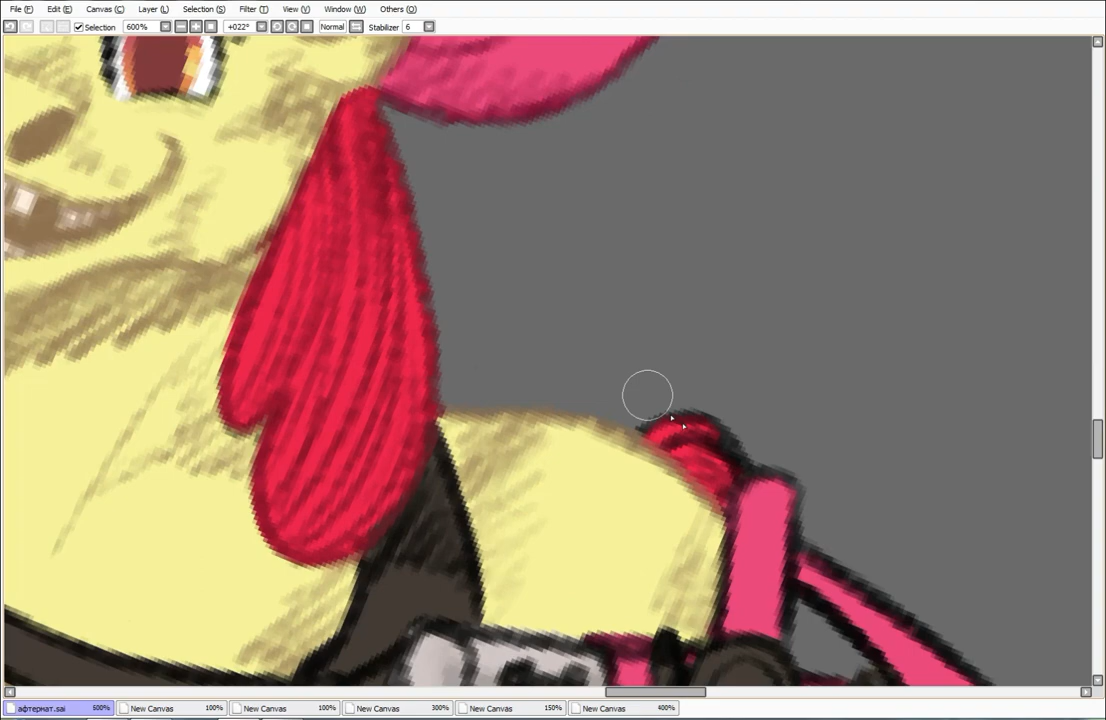 File (F) Edit (E) Canvas (C) Layer (L) Selection (S) Filter (T) View (V) Window (W) Others (O)
Selection 600% +022° Normal Stabilizer 6
афтермат.sai 600% New Canvas 100% New Canvas 100% New Canvas 300% New Canvas 150% New Canvas 400%